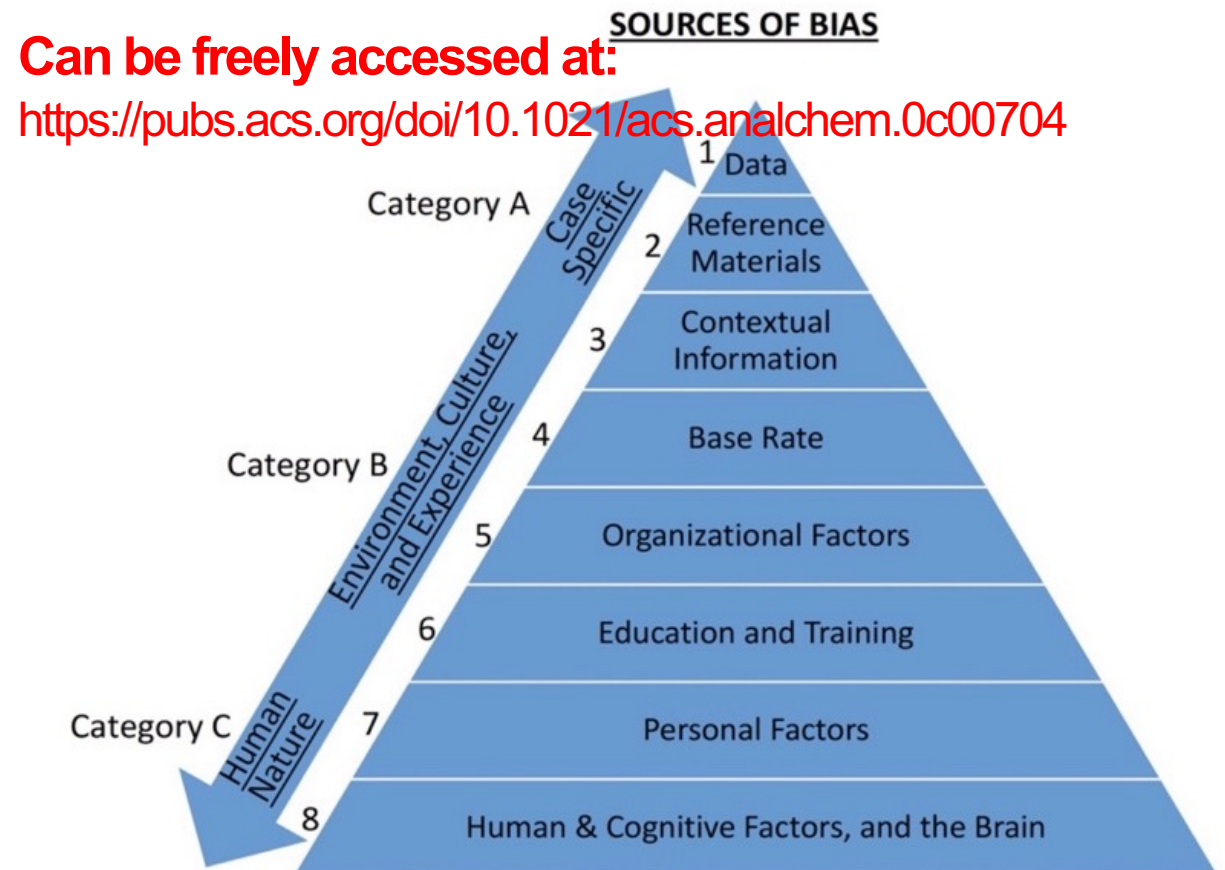 SOURCES OF BIAS
Can be freely accessed at:
https://pubs.acs.org/doi/10.1021/acs.analchem.0c00704
1
Data
Category A
Case
Specific
2
Reference
Materials
3
Contextual
Information
Category B
Environment, Culture,
and Experience
4
Base Rate
5
Organizational Factors
6
Education and Training
Category C
Human
Nature
7
Personal Factors
8
Human & Cognitive Factors, and the Brain